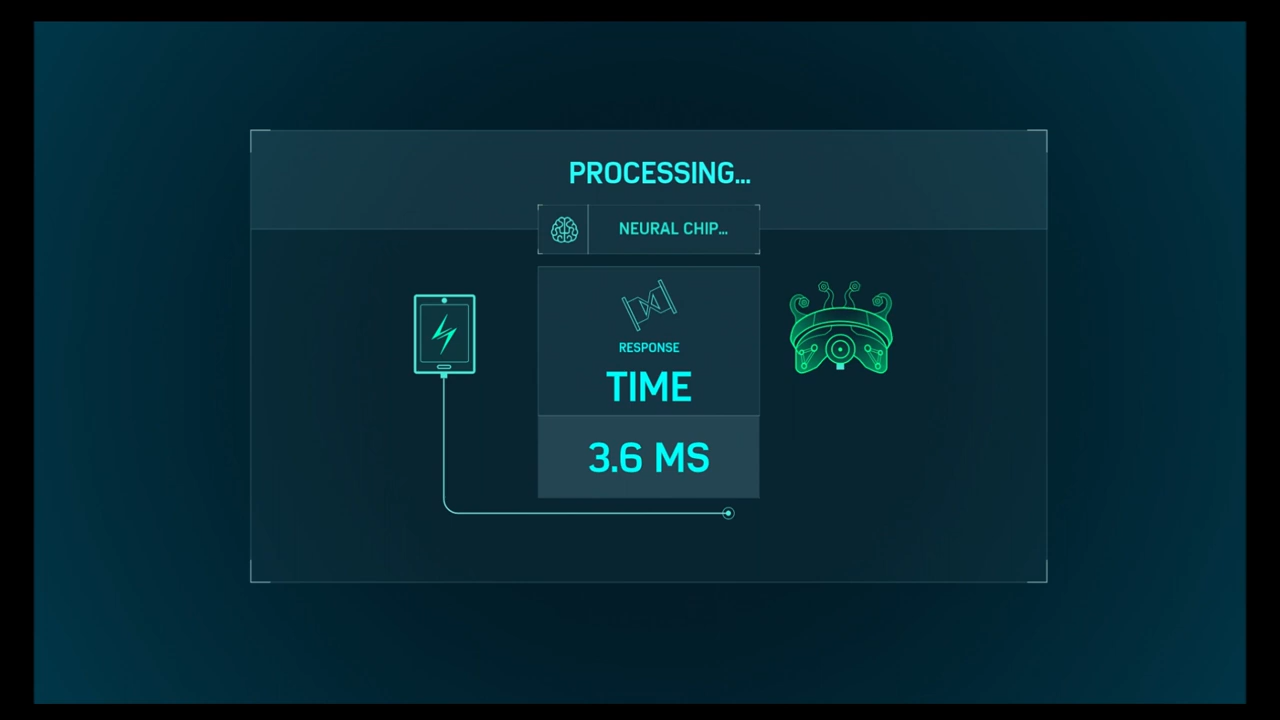 PROCESSING...
NEURAL CHIP...
RESPONSE
TIME
3.6 MS